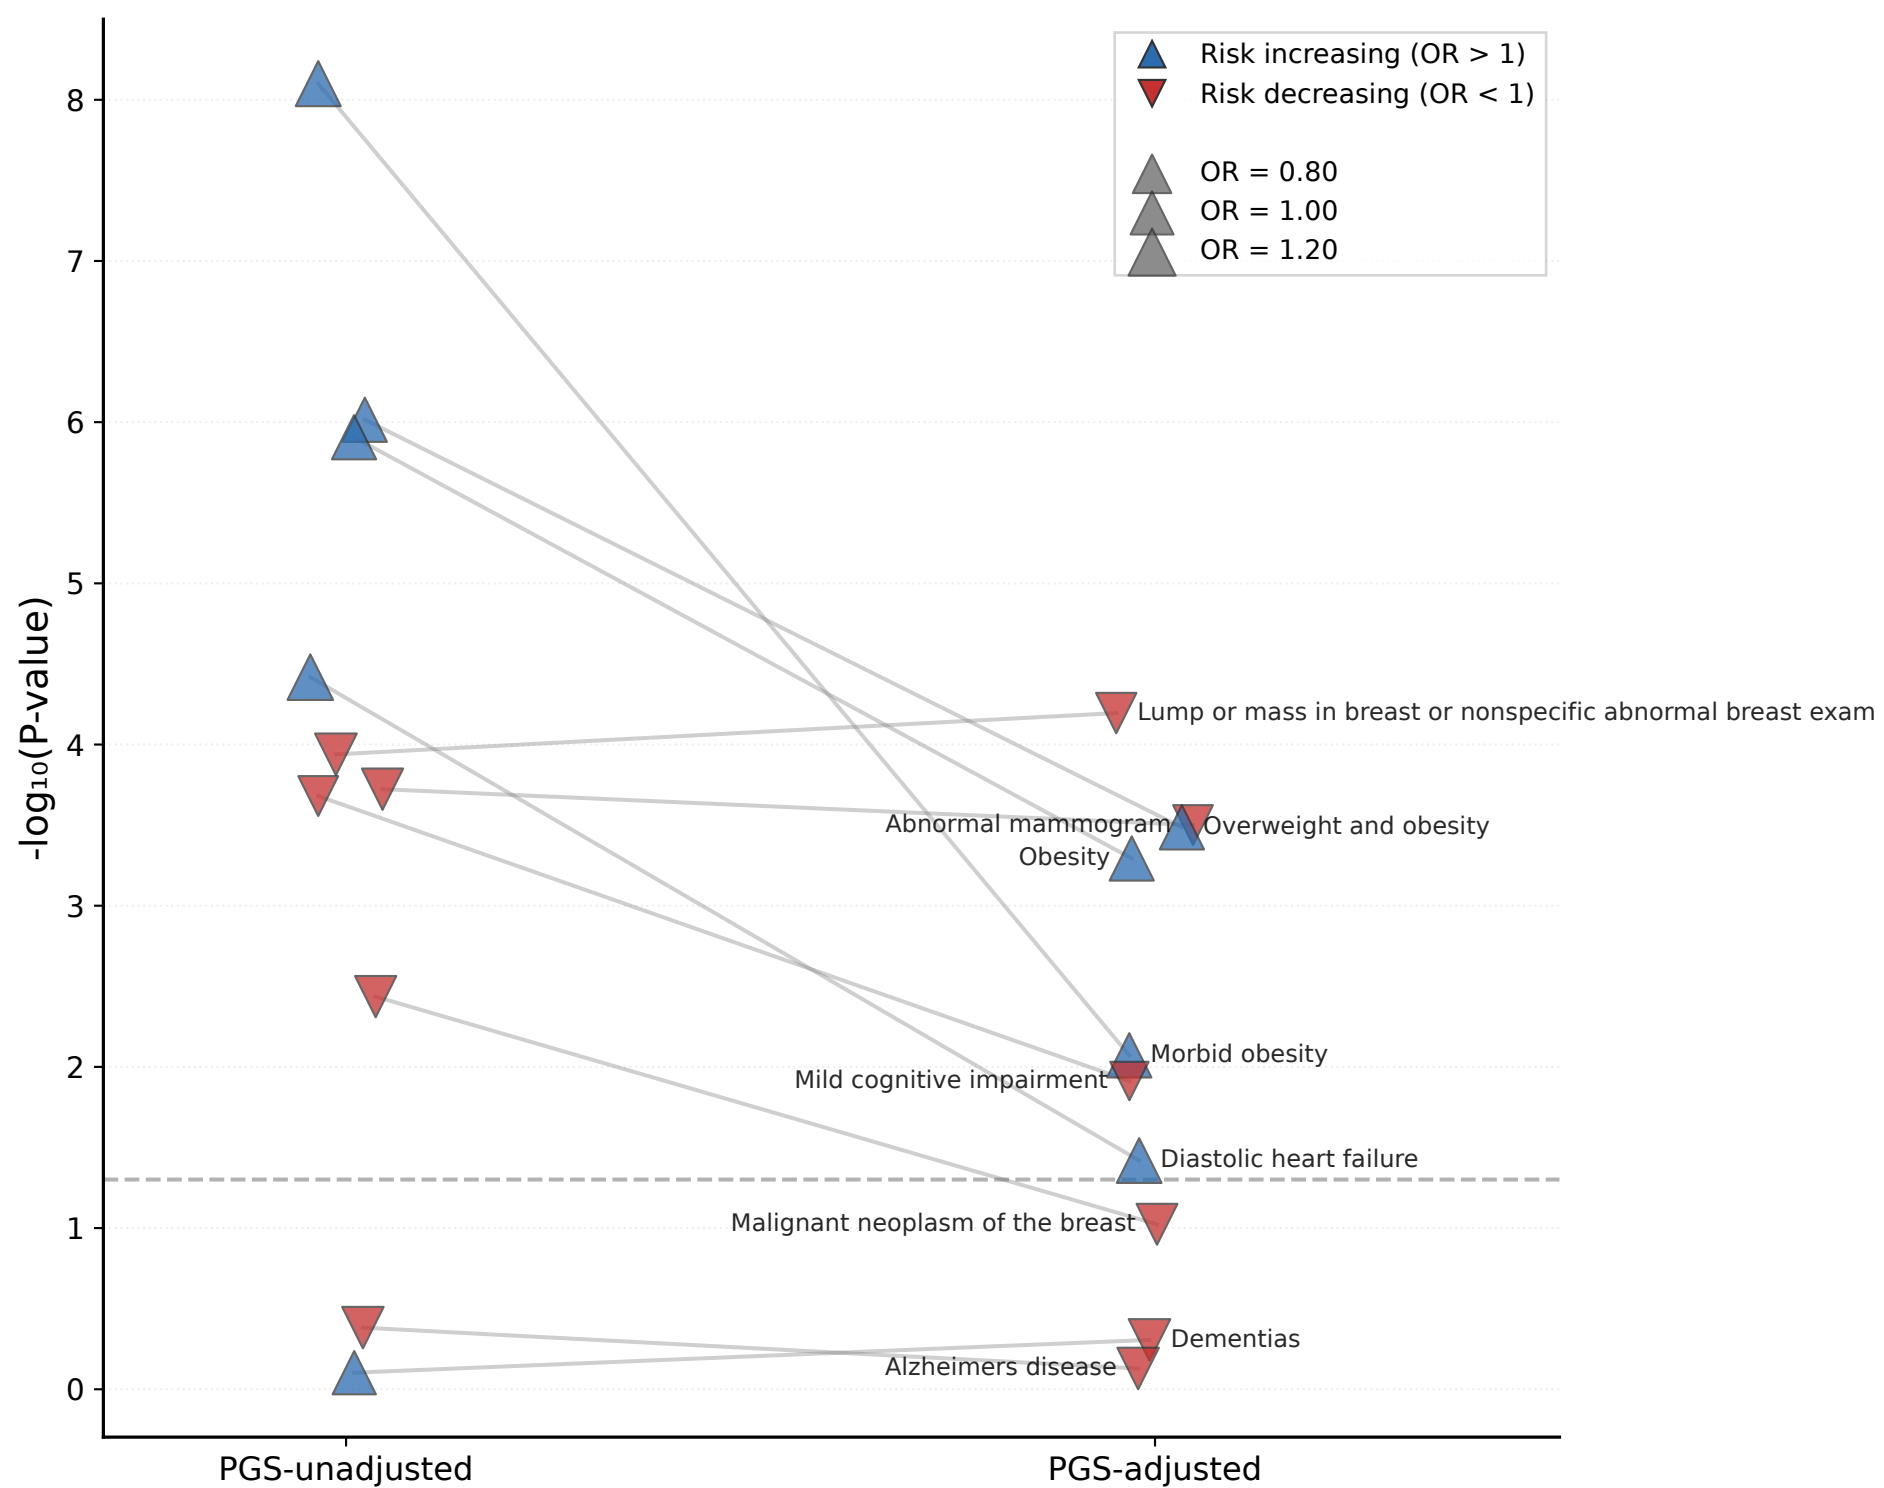 Risk increasing (OR > 1)
Risk decreasing (OR < 1)
OR = 0.80
OR = 1.00
OR = 1.20
-log₁₀(P-value)
8
7
6
5
4
3
2
1
0
Lump or mass in breast or nonspecific abnormal breast exam
Abnormal mammogram
Overweight and obesity
Obesity
Morbid obesity
Mild cognitive impairment
Diastolic heart failure
Malignant neoplasm of the breast
Dementias
Alzheimers disease
PGS-unadjusted
PGS-adjusted